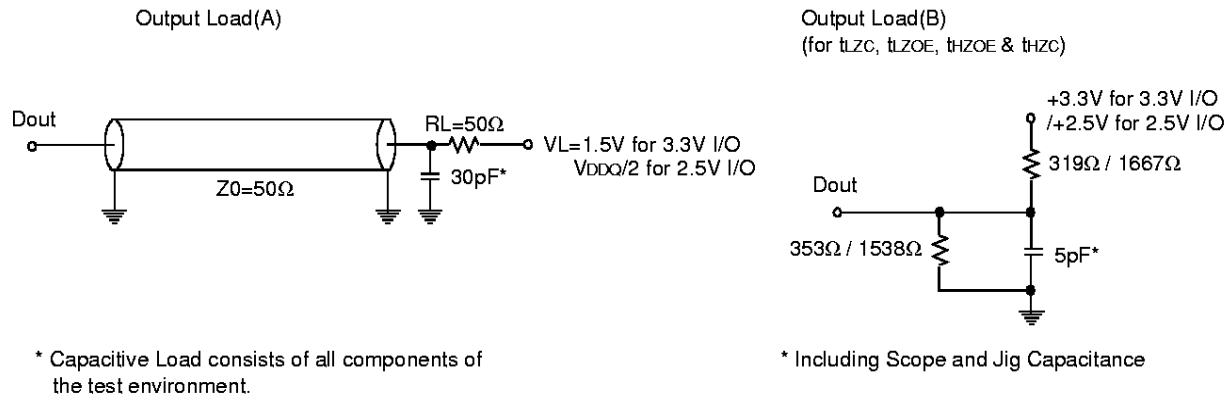 Output Load(A)
Dout
RL=50Ω
VL=1.5V for 3.3V I/O
VDDQ/2 for 2.5V I/O
30pF*
Z0=50Ω
* Capacitive Load consists of all components of
the test environment.
Output Load(B)
(for tLZC, tLZOE, tHZOE & tHZC)
+3.3V for 3.3V I/O
/+2.5V for 2.5V I/O
319Ω / 1667Ω
Dout
353Ω / 1538Ω
5pF*
* Including Scope and Jig Capacitance